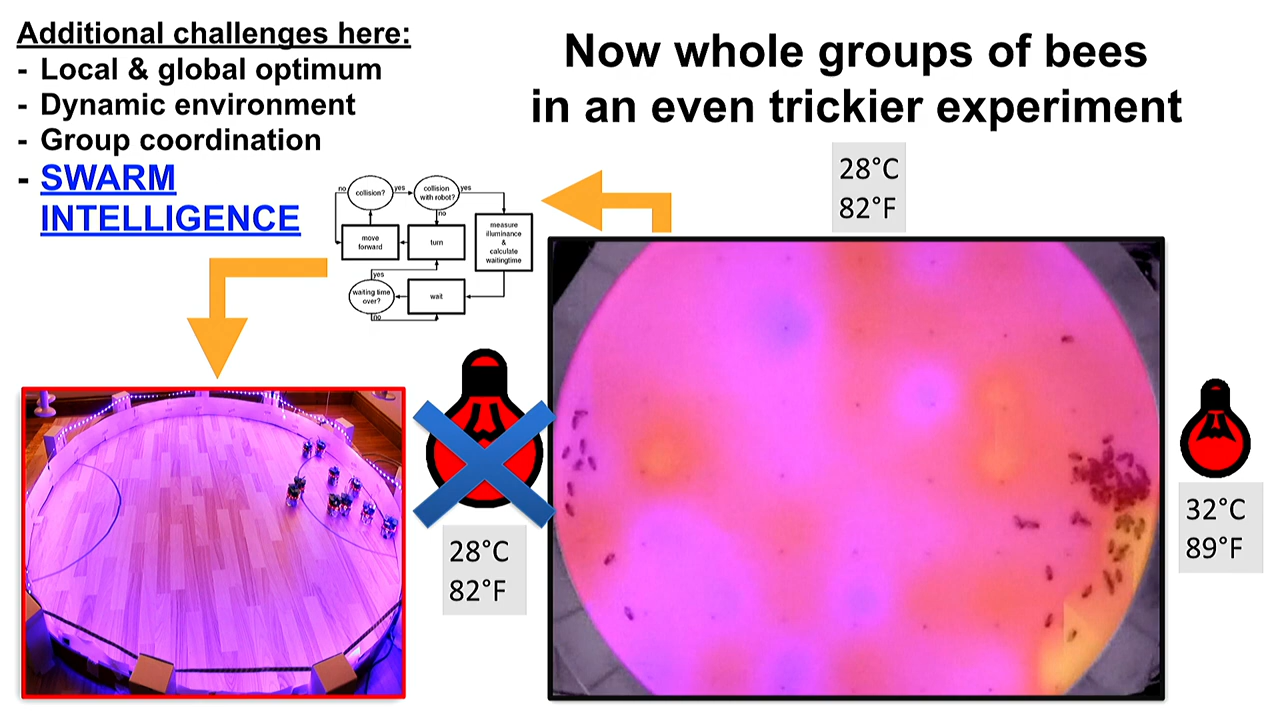 Additional challenges here:
- Local & global optimum
- Dynamic environment
- Group coordination
- SWARM
INTELLIGENCE
Now whole groups of bees
in an even trickier experiment
28°C
82°F
no
collision?
yes
collision
with robot?
yes
no
move
forward
turn
measure
illuminance
&
calculate
waitingtime
yes
waiting time
over?
wait
no
28°C
82°F
32°C
89°F